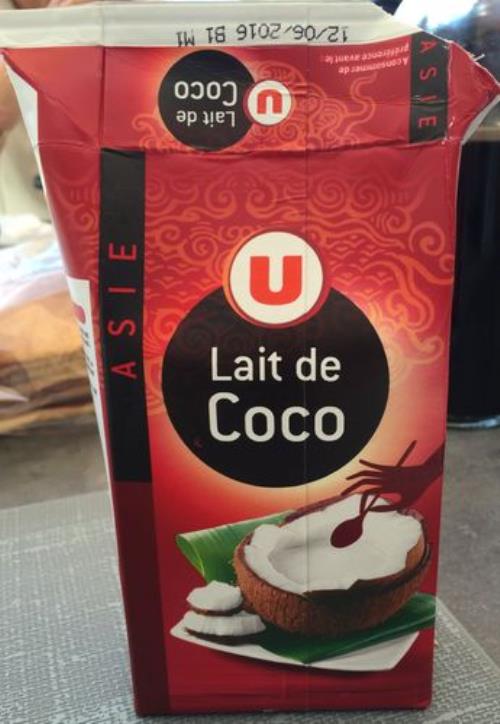 12/06/2016 B1 M1
A consommer de
préférence avant le :
ASIE
U
Lait de
Coco
ASIE
U
Lait de
Coco